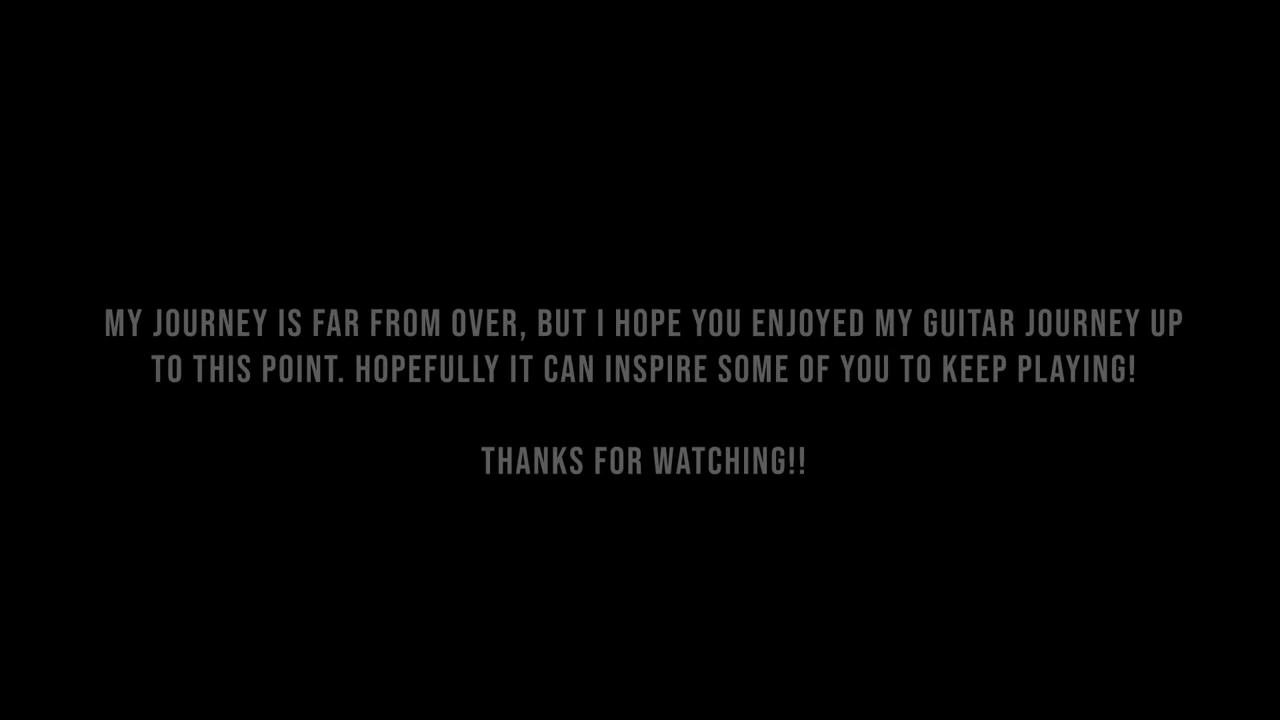 MY JOURNEY IS FAR FROM OVER, BUT I HOPE YOU ENJOYED MY GUITAR JOURNEY UP
TO THIS POINT. HOPEFULLY IT CAN INSPIRE SOME OF YOU TO KEEP PLAYING!
THANKS FOR WATCHING!!